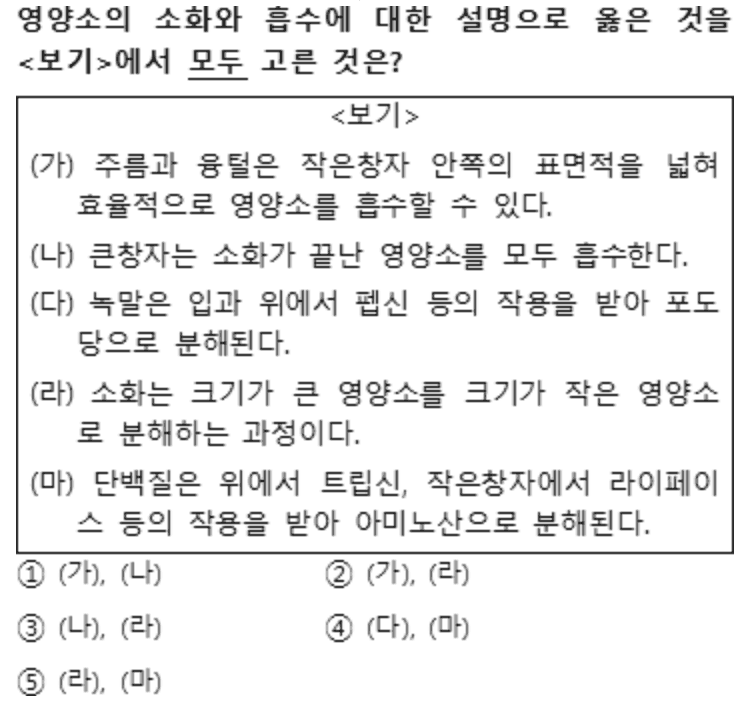 영양소의 소화와 흡수에 대한 설명으로 옳은 것을
<보기>에서 모두 고른 것은?
<보기>
(가) 주름과 융털은 작은창자 안쪽의 표면적을 넓혀
효율적으로 영양소를 흡수할 수 있다.
(나) 큰창자는 소화가 끝난 영양소를 모두 흡수한다.
(다) 녹말은 입과 위에서 펩신 등의 작용을 받아 포도
당으로 분해된다.
(라) 소화는 크기가 큰 영양소를 크기가 작은 영양소
로 분해하는 과정이다.
(마) 단백질은 위에서 트립신, 작은창자에서 라이페이
스 등의 작용을 받아 아미노산으로 분해된다.
① (가), (나) ② (가), (라)
③ (나), (라) ④ (다), (마)
⑤ (라), (마)